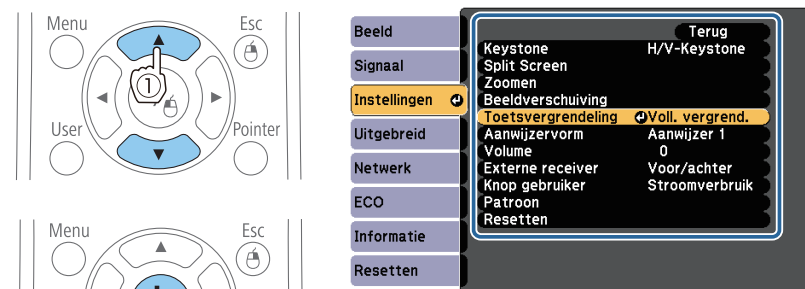 Menu
Esc
1
User
Pointer
Menu
Esc
Beeld
Signaal
Instellingen
Uitgebreid
Netwerk
ECO
Informatie
Resetten
Terug
Keystone H/V-Keystone
Split Screen
Zoomen
Beeldverschuiving
Toetsvergrendeling Voll. vergrend.
Aanwijzervorm Aanwijzer 1
Volume 0
Externe receiver Voor/achter
Knop gebruiker Stroomverbruik
Patroon
Resetten